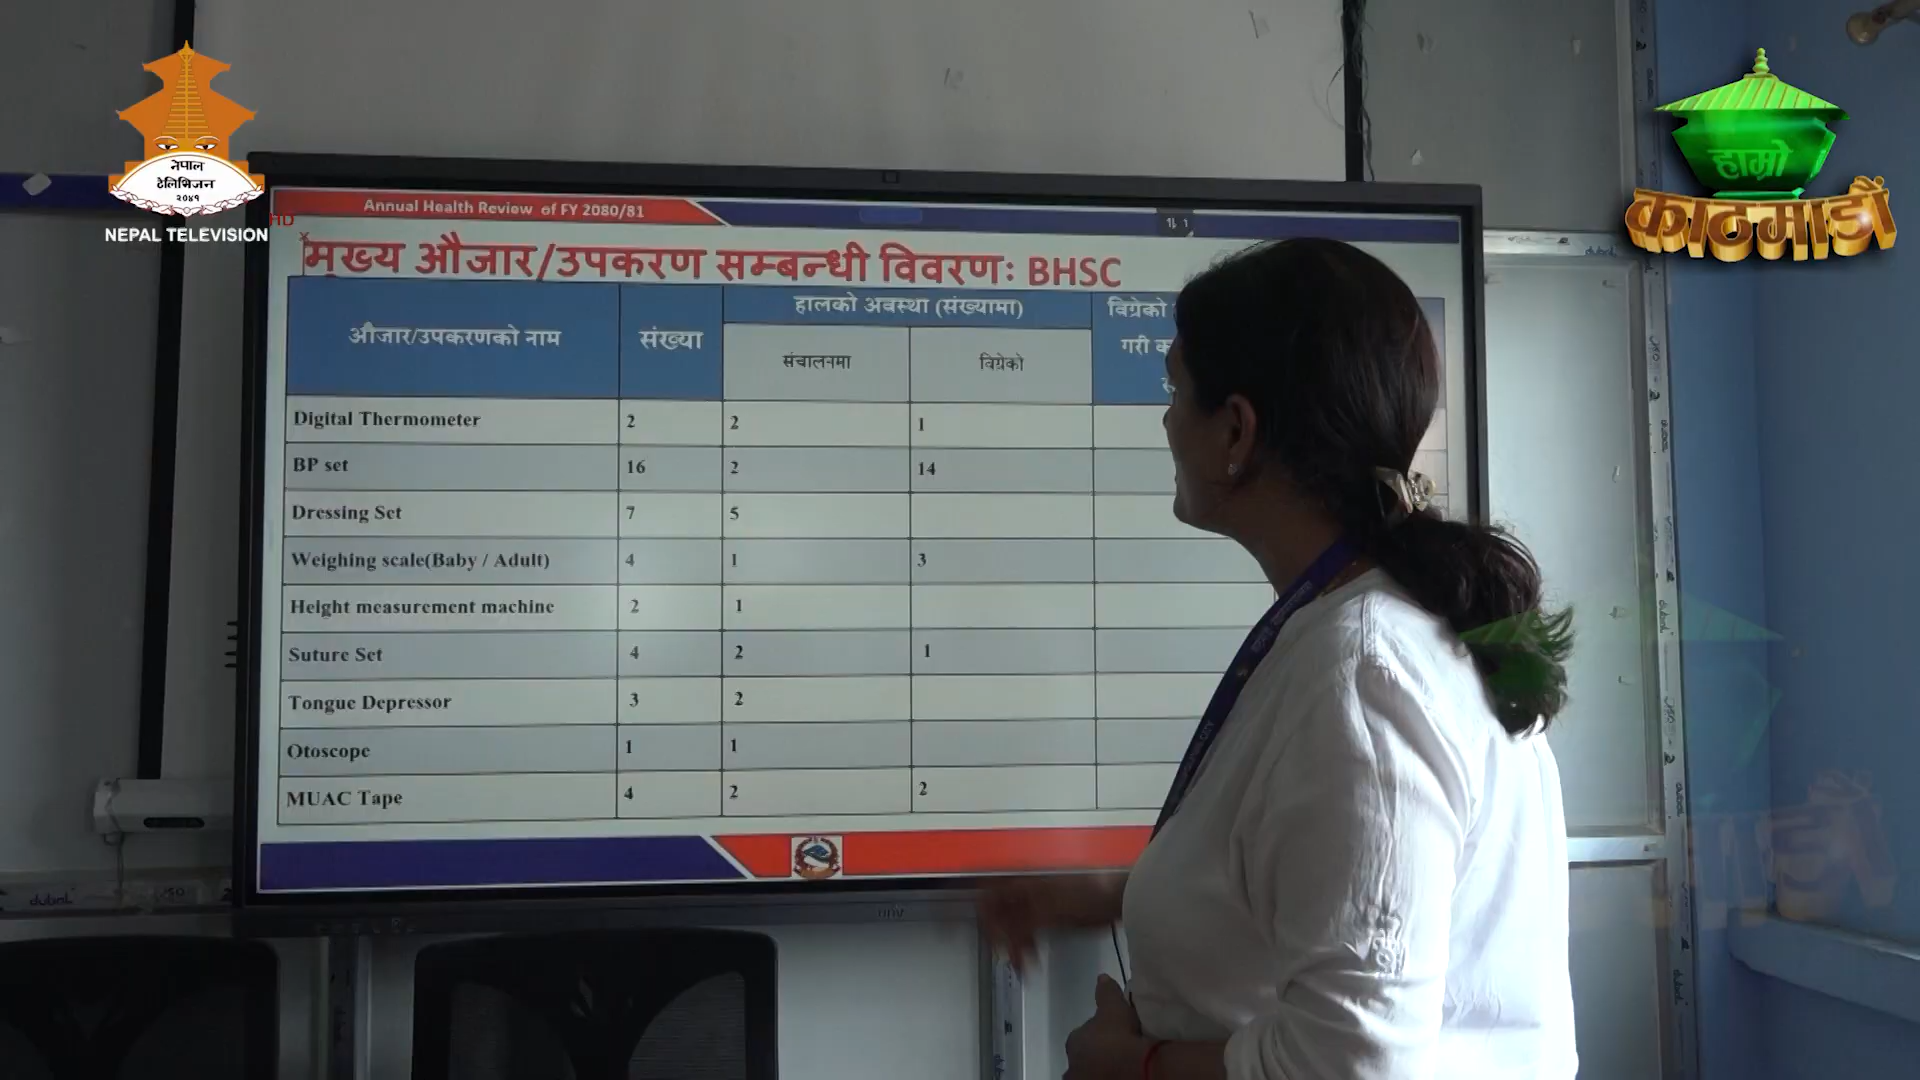 नेपाल
टेलिभिजन
२०४१
HD
NEPAL TELEVISION
हाम्रो
काठमाडौं
Annual Health Review of FY 2080/81
मुख्य औजार/उपकरण सम्बन्धी विवरणः BHSC
औजार/उपकरणको नाम संख्या हालको अवस्था (संख्यामा) विग्रेको
संचालनमा विग्रेको गरी
Digital Thermometer 2 2 1
BP set 16 2 14
Dressing Set 7 5
Weighing scale(Baby / Adult) 4 1 3
Height measurement machine 2 1
Suture Set 4 2 1
Tongue Depressor 3 2
Otoscope 1 1
MUAC Tape 4 2 2